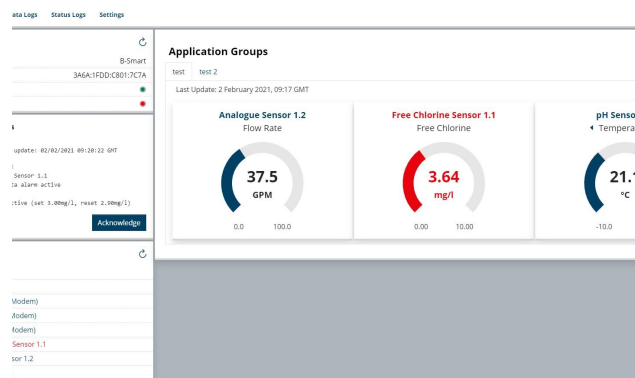 ata Logs Status Logs Settings
B-Smart
3A6A:1FDD:C801:7C7A
update: 02/02/2021 09:20:22 GMT
Sensor 1.1
ta alarm active
ctive (set 3.00mg/l, reset 2.90mg/l)
Acknowledge
Modem)
Modem)
Modem)
Sensor 1.1
sor 1.2
Application Groups
test test 2
Last Update: 2 February 2021, 09:17 GMT
Analogue Sensor 1.2
Flow Rate
37.5
GPM
0.0 100.0
Free Chlorine Sensor 1.1
Free Chlorine
3.64
mg/l
0.00 10.00
pH Senso
Tempera
21.1
°C
-10.0